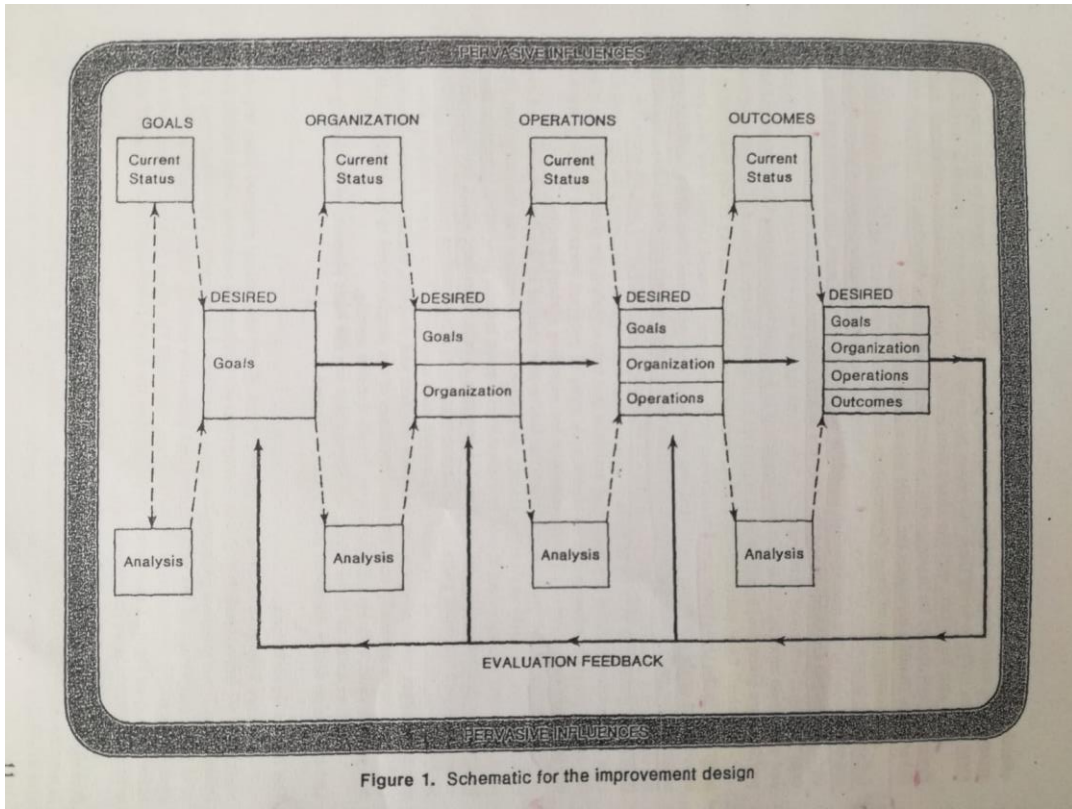 PERVASIVE INFLUENCES
GOALS
ORGANIZATION
OPERATIONS
OUTCOMES
Current
Status
Current
Status
Current
Status
Current
Status
DESIRED
Goals
DESIRED
Goals
Organization
DESIRED
Goals
Organization
Operations
DESIRED
Goals
Organization
Operations
Outcomes
Analysis
Analysis
Analysis
Analysis
EVALUATION FEEDBACK
PERVASIVE INFLUENCES
Figure 1. Schematic for the improvement design